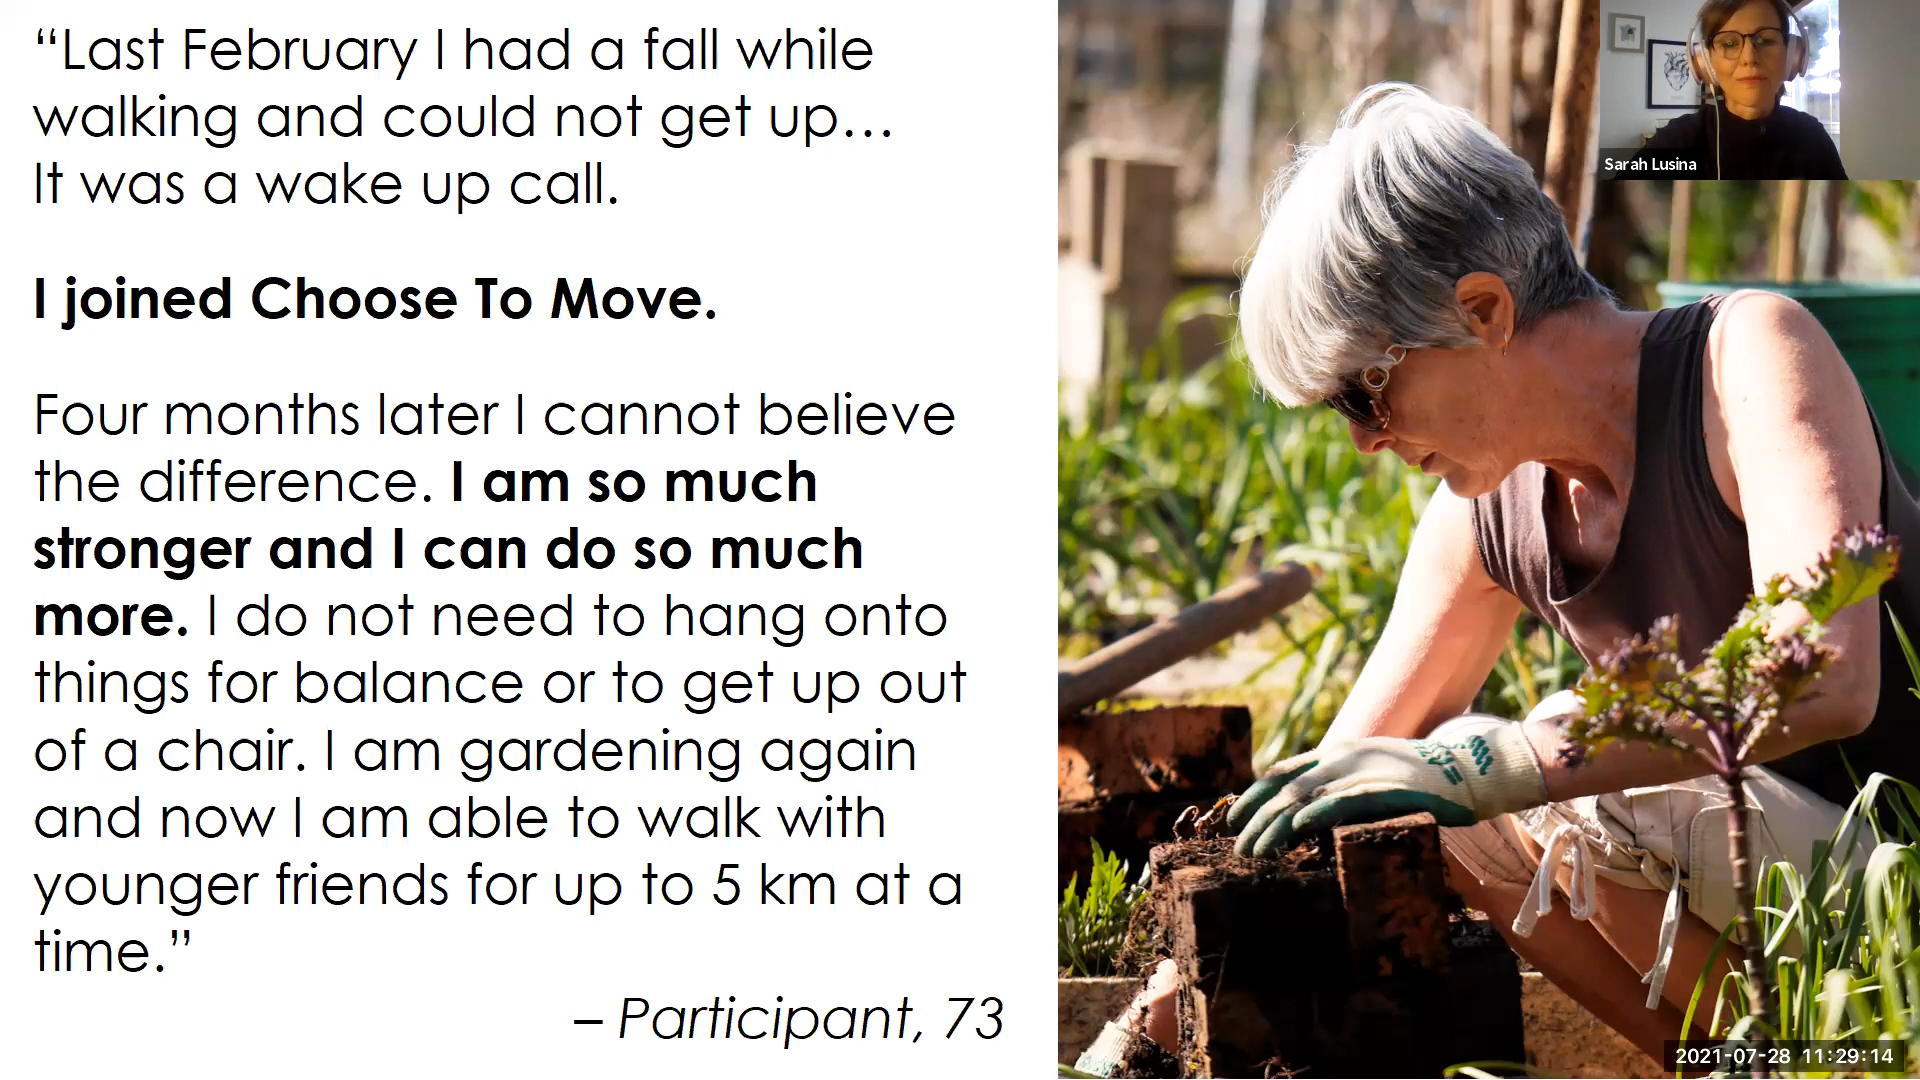 “Last February I had a fall while
walking and could not get up…
It was a wake up call.
I joined Choose To Move.
Four months later I cannot believe
the difference. I am so much
stronger and I can do so much
more. I do not need to hang onto
things for balance or to get up out
of a chair. I am gardening again
and now I am able to walk with
younger friends for up to 5 km at a
time.”
– Participant, 73
Sarah Lusina
2021-07-28 11:29:14